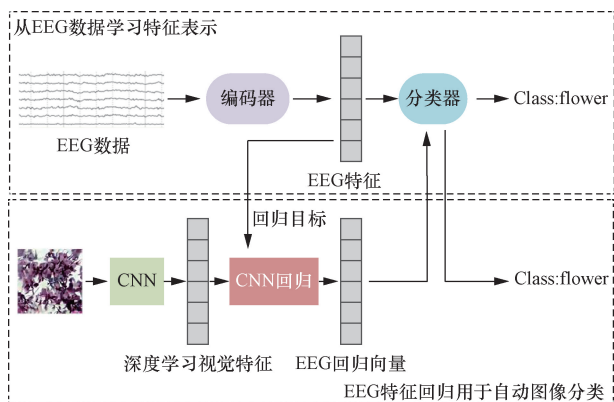 从EEG数据学习特征表示
编码器
分类器
Class:flower
EEG数据
EEG特征
回归目标
CNN
CNN回归
Class:flower
深度学习视觉特征
EEG回归向量
EEG特征回归用于自动图像分类